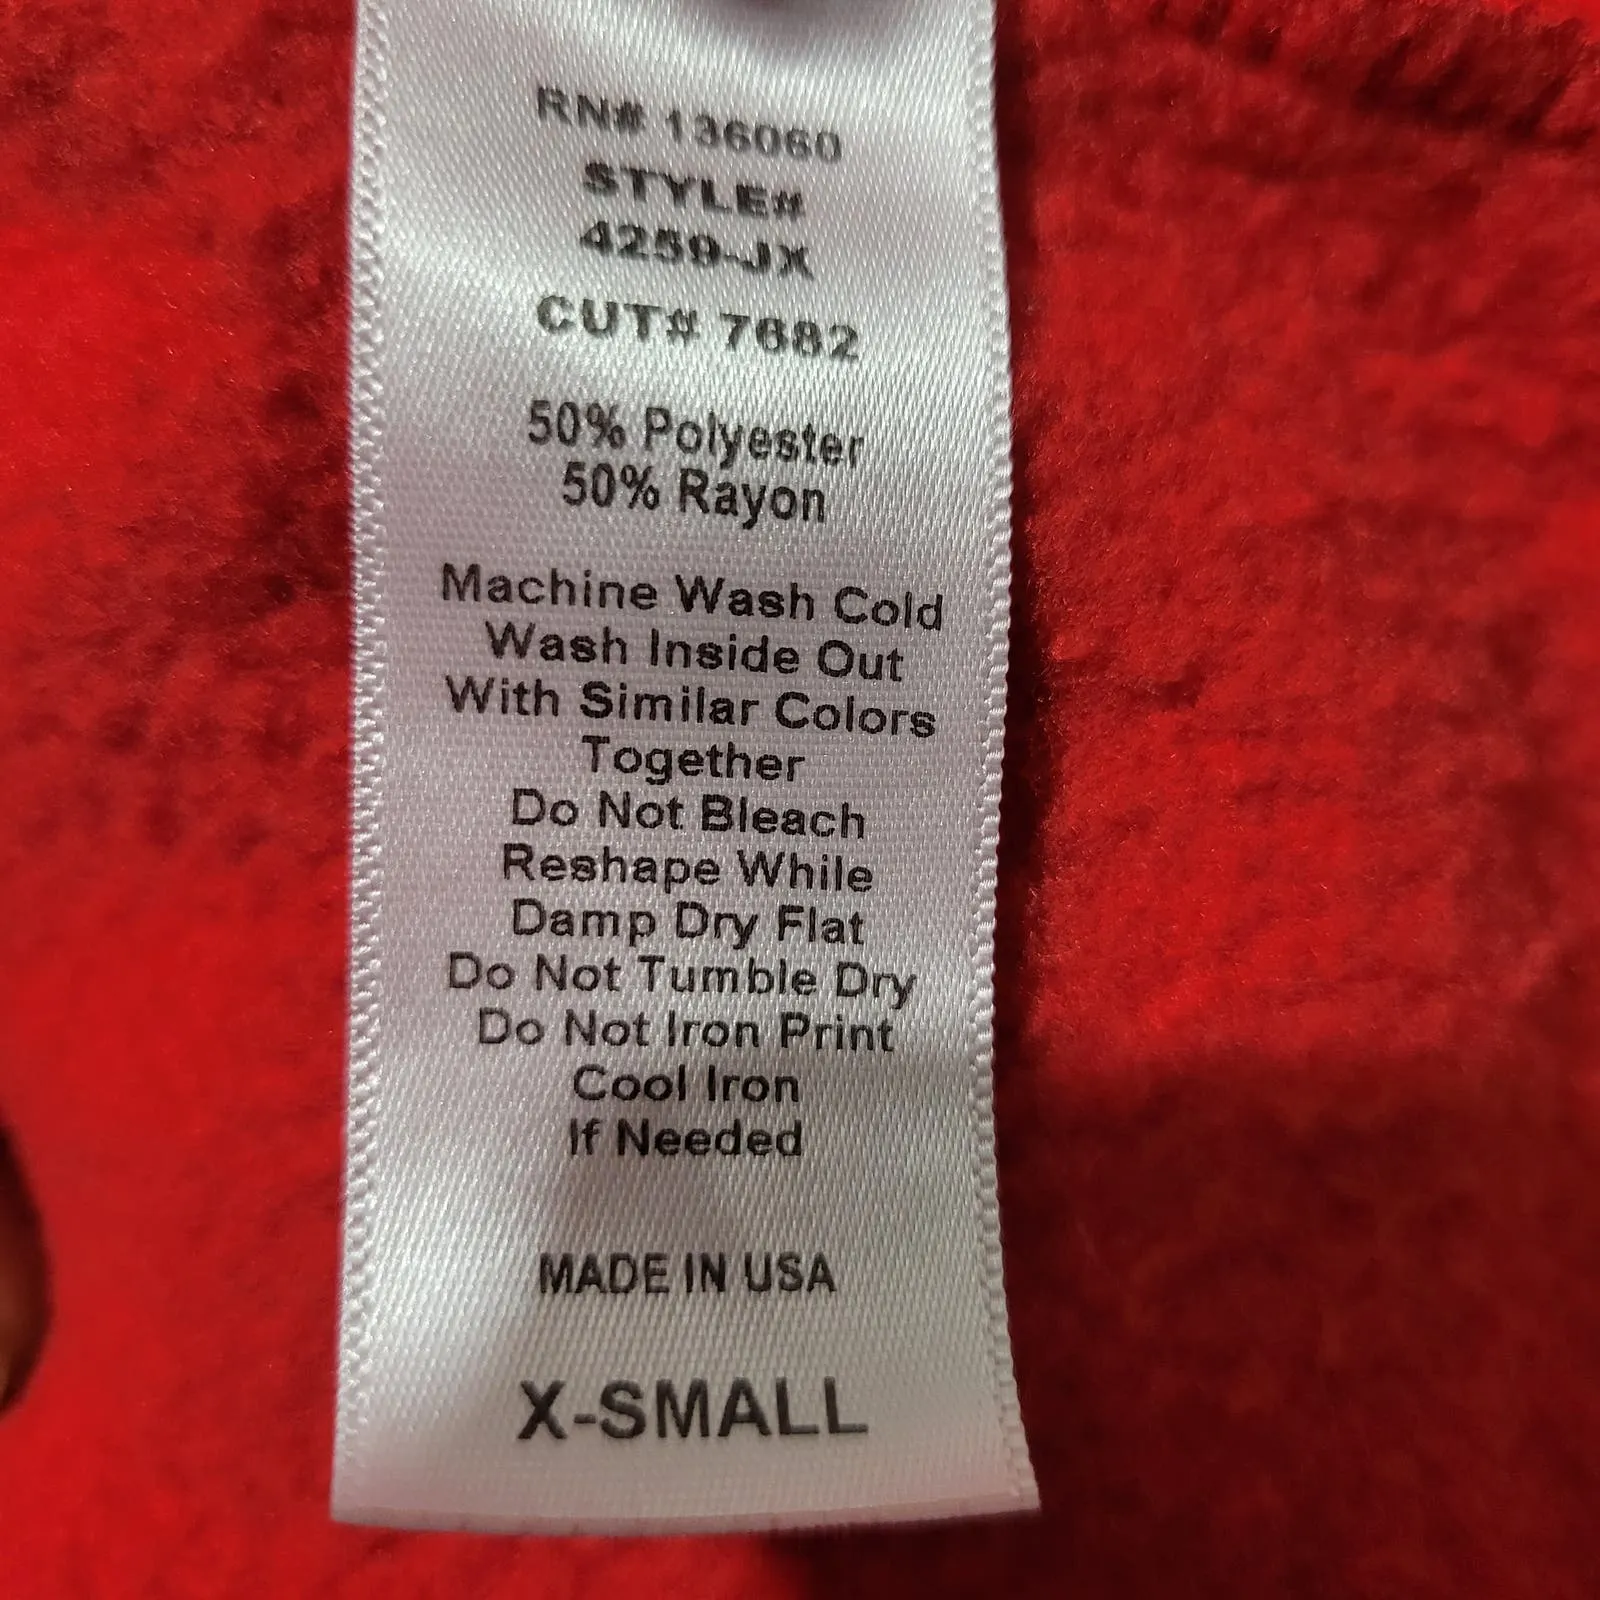 RN# 136060
STYLE#
4259-JX
CUT# 7682
50% Polyester
50% Rayon
Machine Wash Cold
Wash Inside Out
With Similar Colors
Together
Do Not Bleach
Reshape While
Damp Dry Flat
Do Not Tumble Dry
Do Not Iron Print
Cool Iron
If Needed
MADE IN USA
X-SMALL